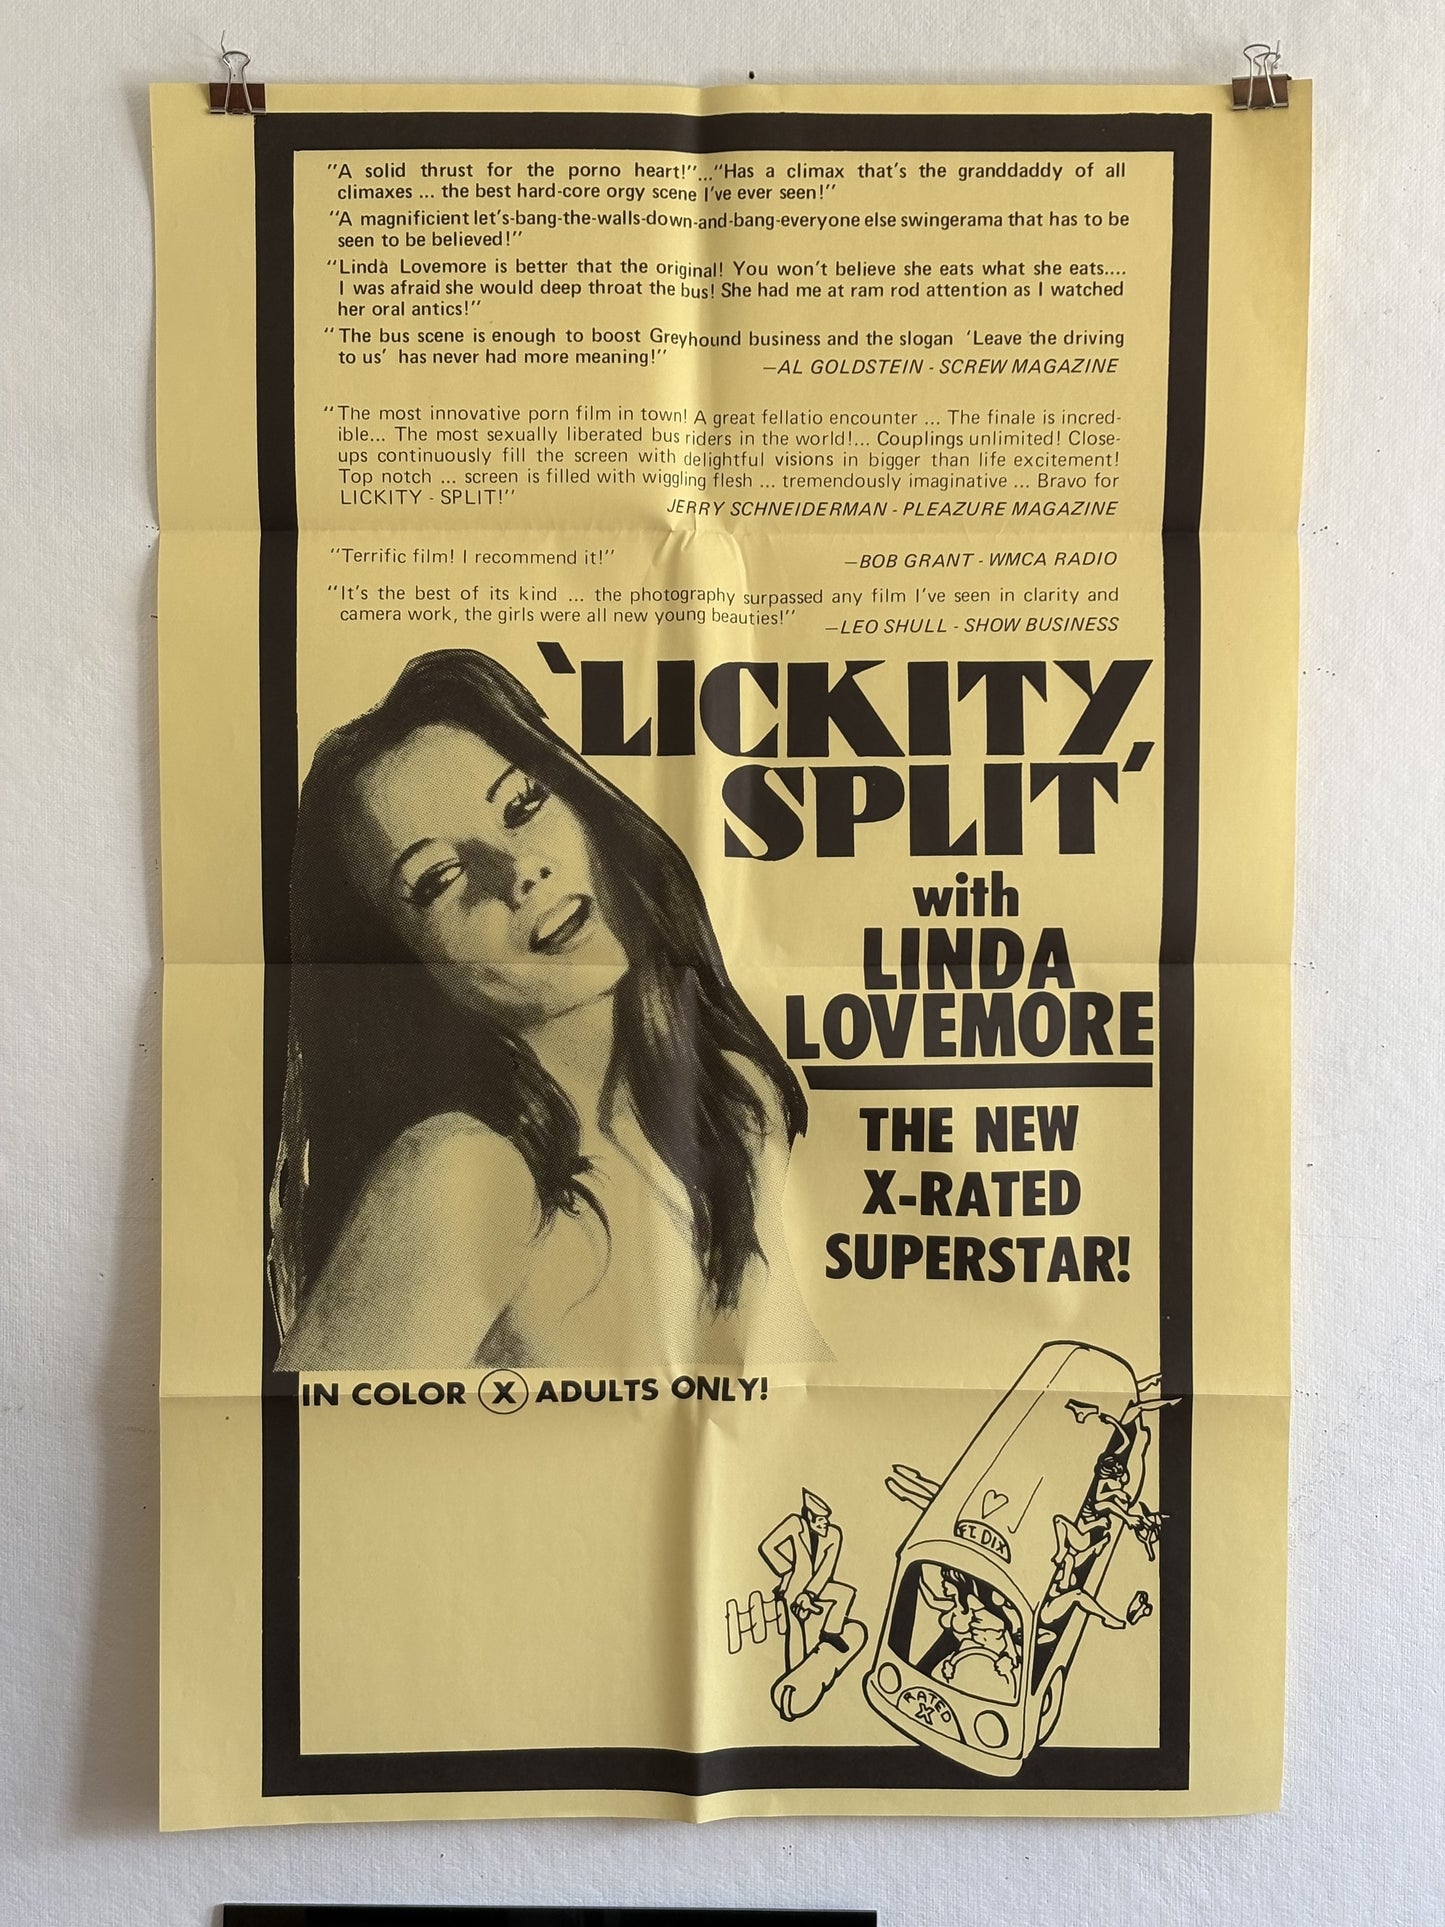 "A solid thrust for the porno heart!"..."Has a climax that's the granddaddy of all
climaxes ... the best hard-core orgy scene I've ever seen!"
"A magnificient let's-bang-the-walls-down-and-bang-everyone else swingerama that has to be
seen to be believed!"
"Linda Lovemore is better that the original! You won't believe she eats what she eats....
I was afraid she would deep throat the bus! She had me at ram rod attention as I watched
her oral antics!"
"The bus scene is enough to boost Greyhound business and the slogan 'Leave the driving
to us' has never had more meaning!"
—AL GOLDSTEIN - SCREW MAGAZINE
"The most innovative porn film in town! A great fellatio encounter ... The finale is incred-
ible... The most sexually liberated bus riders in the world!... Couplings unlimited! Close-
ups continuously fill the screen with delightful visions in bigger than life excitement!
Top notch ... screen is filled with wiggling flesh ... tremendously imaginative ... Bravo for
LICKITY - SPLIT!"
JERRY SCHNEIDERMAN - PLEAZURE MAGAZINE
"Terrific film! I recommend it!"
—BOB GRANT - WMCA RADIO
"It's the best of its kind ... the photography surpassed any film I've seen in clarity and
camera work, the girls were all new young beauties!"
—LEO SHULL - SHOW BUSINESS
'LICKITY,
SPLIT'
with
LINDA
LOVEMORE
THE NEW
X-RATED
SUPERSTAR!
IN COLOR X ADULTS ONLY!
FT. DIX
RATED
X